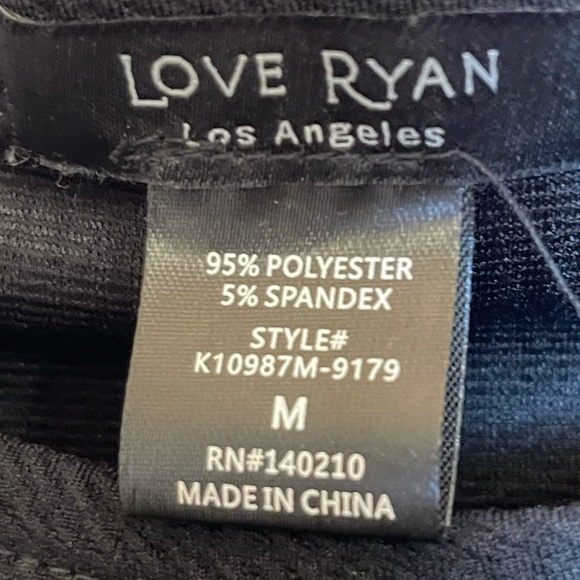 LOVE RYAN
Los Angeles
95% POLYESTER
5% SPANDEX
STYLE#
K10987M-9179
M
RN#140210
MADE IN CHINA